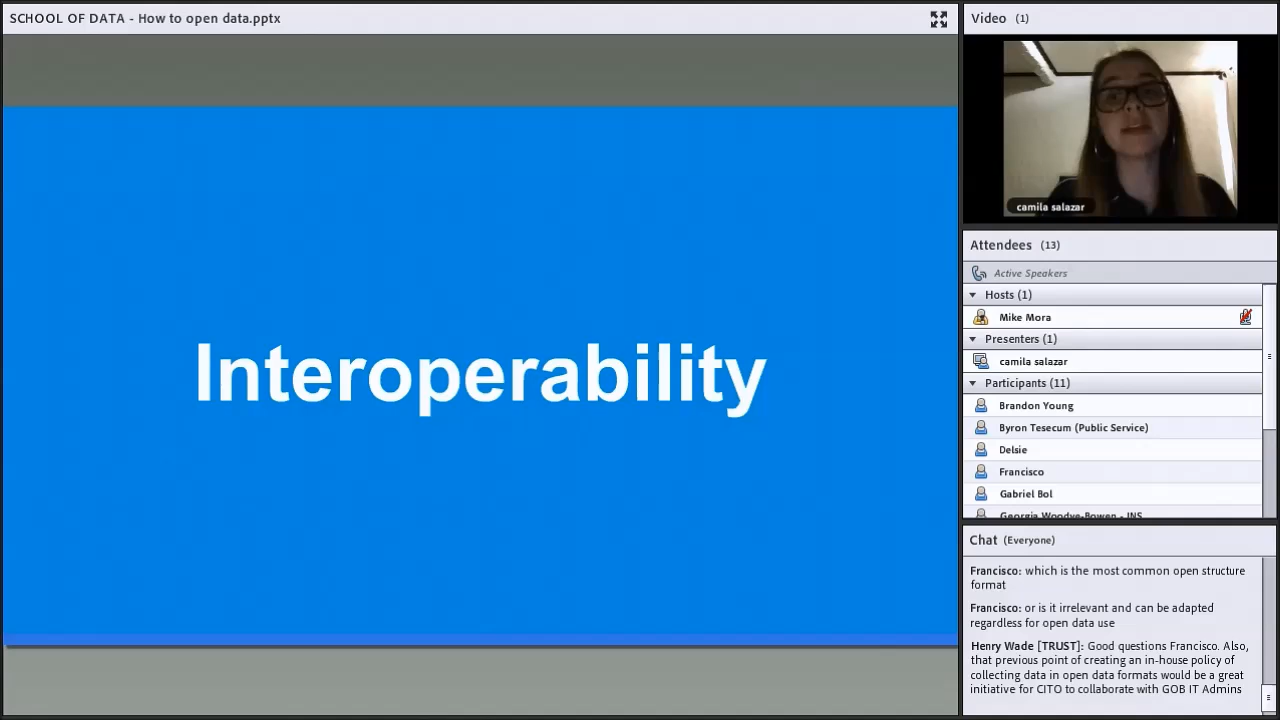 SCHOOL OF DATA - How to open data.pptx
Interoperability
Video (1)
camila salazar
Attendees (13)
Active Speakers
Hosts (1)
Mike Mora
Presenters (1)
camila salazar
Participants (11)
Brandon Young
Byron Tesecum (Public Service)
Delsie
Francisco
Gabriel Bol
Georgia Woodye-Bowen - INS
Chat (Everyone)
Francisco: which is the most common open structure
format
Francisco: or is it irrelevant and can be adapted
regardless for open data use
Henry Wade [TRUST]: Good questions Francisco. Also,
that previous point of creating an in-house policy of
collecting data in open data formats would be a great
initiative for CITO to collaborate with GOB IT Admins